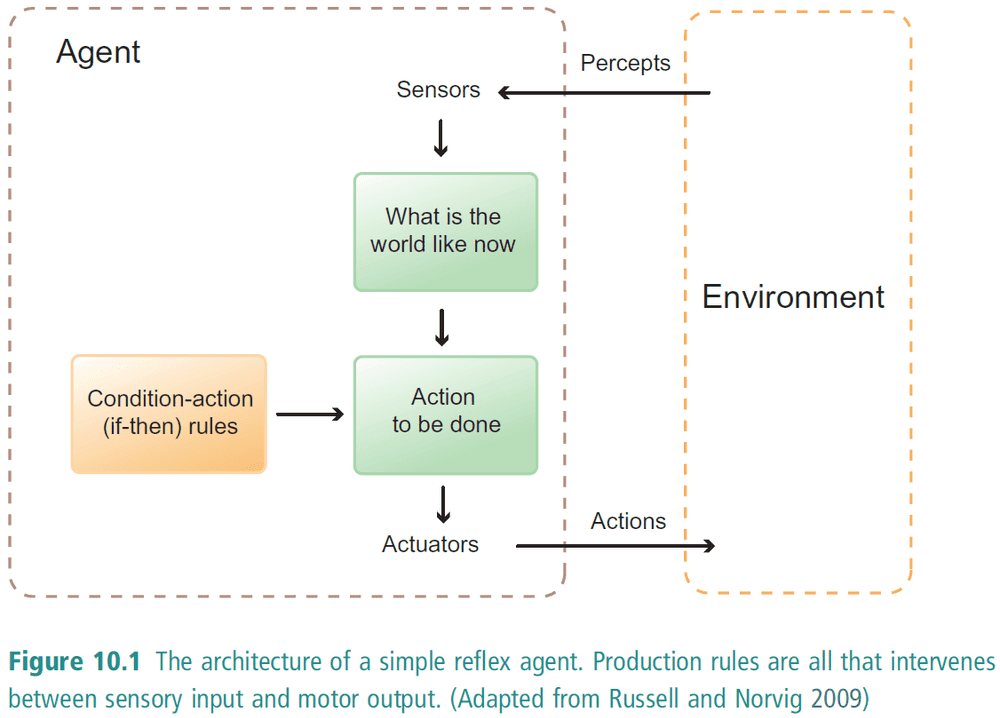 Agent
Percepts
Sensors
What is the
world like now
Environment
Condition-action
(if-then) rules
Action
to be done
Actions
Actuators
Figure 10.1 The architecture of a simple reflex agent. Production rules are all that intervenes
between sensory input and motor output. (Adapted from Russell and Norvig 2009)